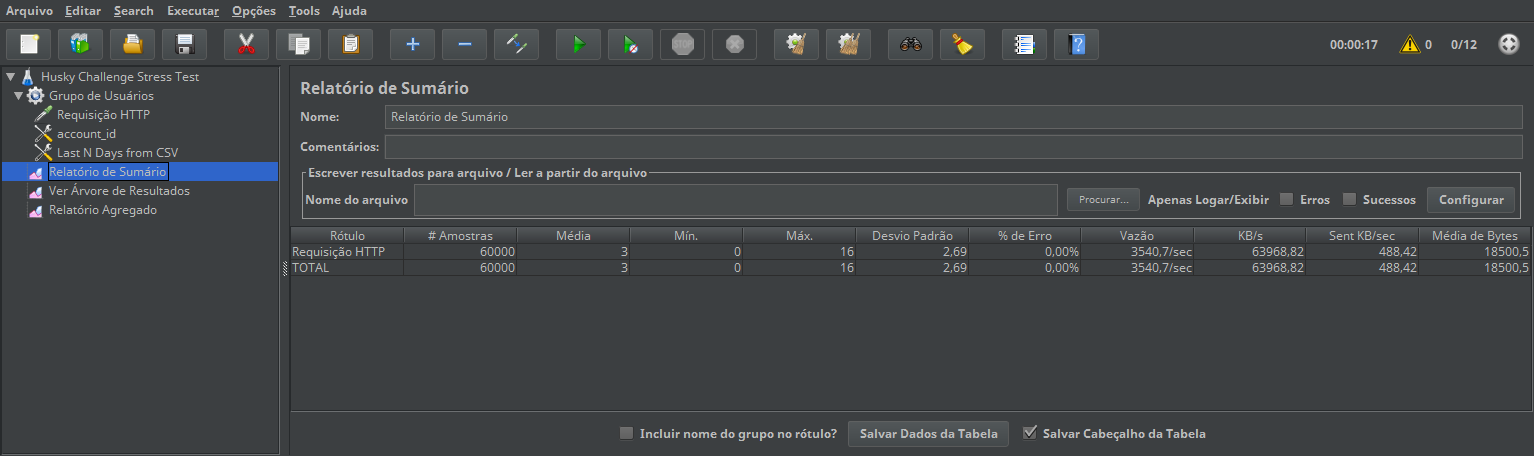 Arquivo Editar Search Executar Opções Tools Ajuda
STOP
00:00:17 0 0/12
Husky Challenge Stress Test
Grupo de Usuários
Requisição HTTP
account_id
Last N Days from CSV
Relatório de Sumário
Ver Árvore de Resultados
Relatório Agregado
Relatório de Sumário
Nome: Relatório de Sumário
Comentários:
Escrever resultados para arquivo / Ler a partir do arquivo
Nome do arquivo Procurar... Apenas Logar/Exibir Erros Sucessos Configurar
Rótulo # Amostras Média Mín. Máx. Desvio Padrão % de Erro Vazão KB/s Sent KB/sec Média de Bytes
Requisição HTTP 60000 3 0 16 2,69 0,00% 3540,7/sec 63968,82 488,42 18500,5
TOTAL 60000 3 0 16 2,69 0,00% 3540,7/sec 63968,82 488,42 18500,5
Incluir nome do grupo no rótulo? Salvar Dados da Tabela Salvar Cabeçalho da Tabela